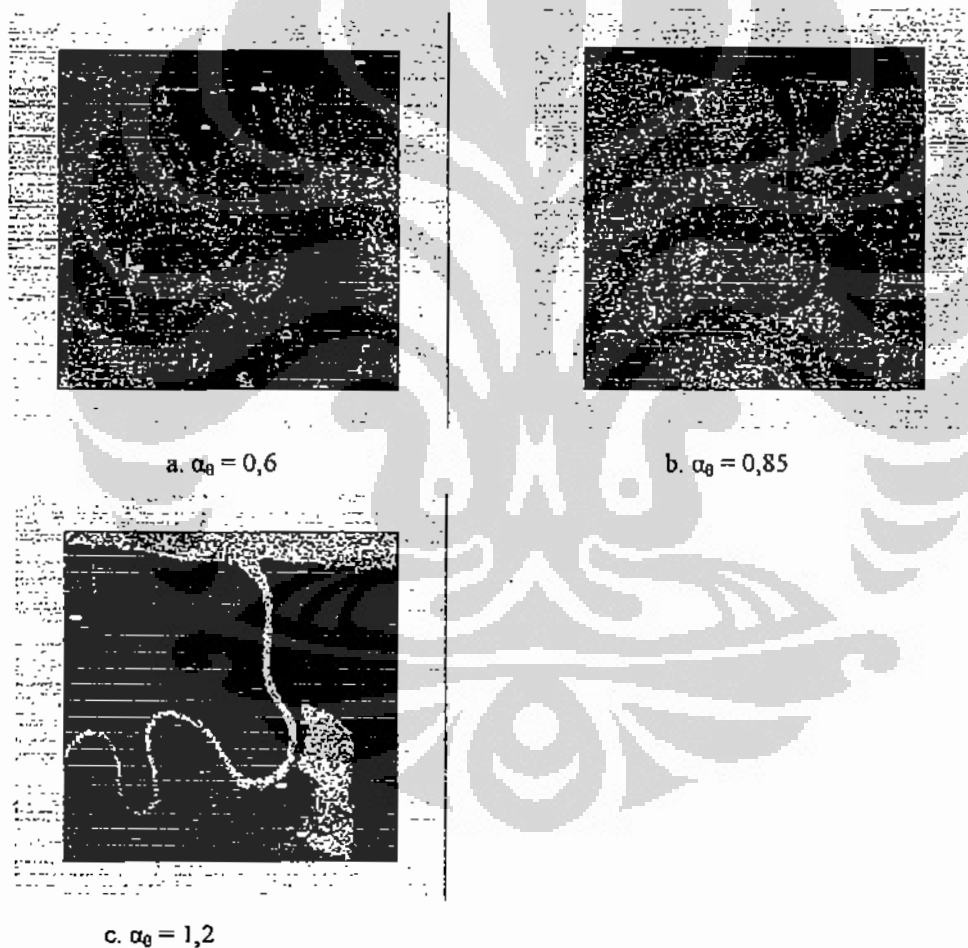 a. α₀ = 0,6
b. α₀ = 0,85
c. α₀ = 1,2